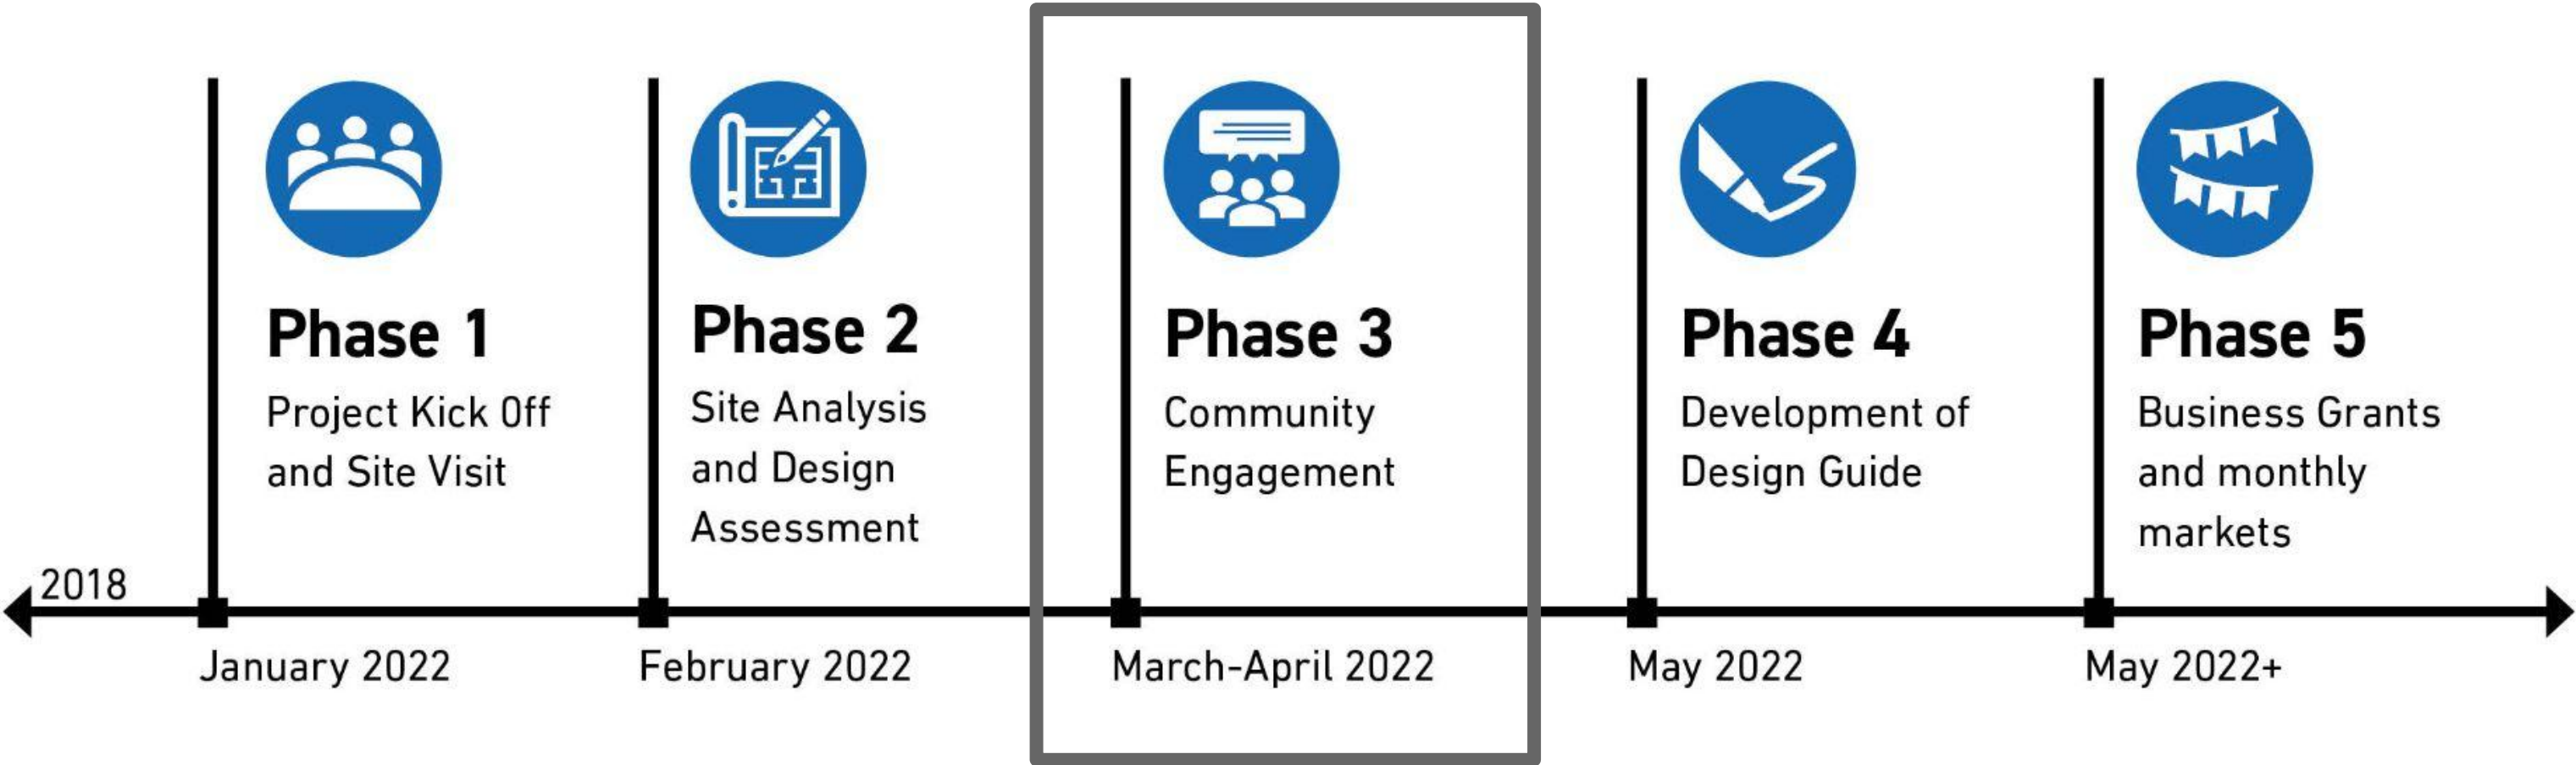 Phase 1
Project Kick Off
and Site Visit
Phase 2
Site Analysis
and Design
Assessment
Phase 3
Community
Engagement
Phase 4
Development of
Design Guide
Phase 5
Business Grants
and monthly
markets
2018
January 2022
February 2022
March-April 2022
May 2022
May 2022+